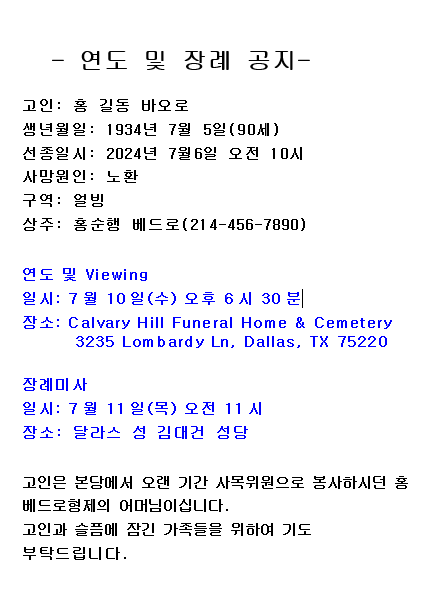 - 연도 및 장례 공지-
고인: 홍 길동 바오로
생년월일: 1934년 7월 5일(90세)
선종일시: 2024년 7월6일 오전 10시
사망원인: 노환
구역: 얼빙
상주: 홍순행 베드로(214-456-7890)
연도 및 Viewing
일시: 7월 10일(수) 오후 6시 30분
장소: Calvary Hill Funeral Home & Cemetery
3235 Lombardy Ln, Dallas, TX 75220
장례미사
일시: 7월 11일(목) 오전 11시
장소: 달라스 성 김대건 성당
고인은 본당에서 오랜 기간 사목위원으로 봉사하시던 홍
베드로형제의 어머님이십니다.
고인과 슬픔에 잠긴 가족들을 위하여 기도
부탁드립니다.